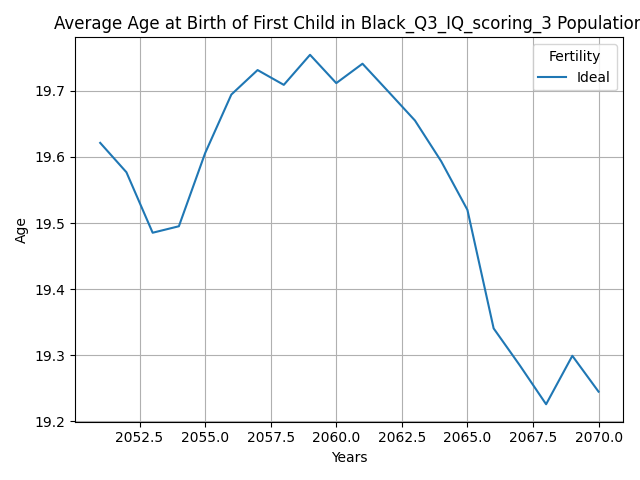 Average Age at Birth of First Child in Black_Q3_IQ_scoring_3 Population
Fertility
Ideal
19.7
19.6
19.5
19.4
19.3
19.2
Age
2052.5 2055.0 2057.5 2060.0 2062.5 2065.0 2067.5 2070.0
Years